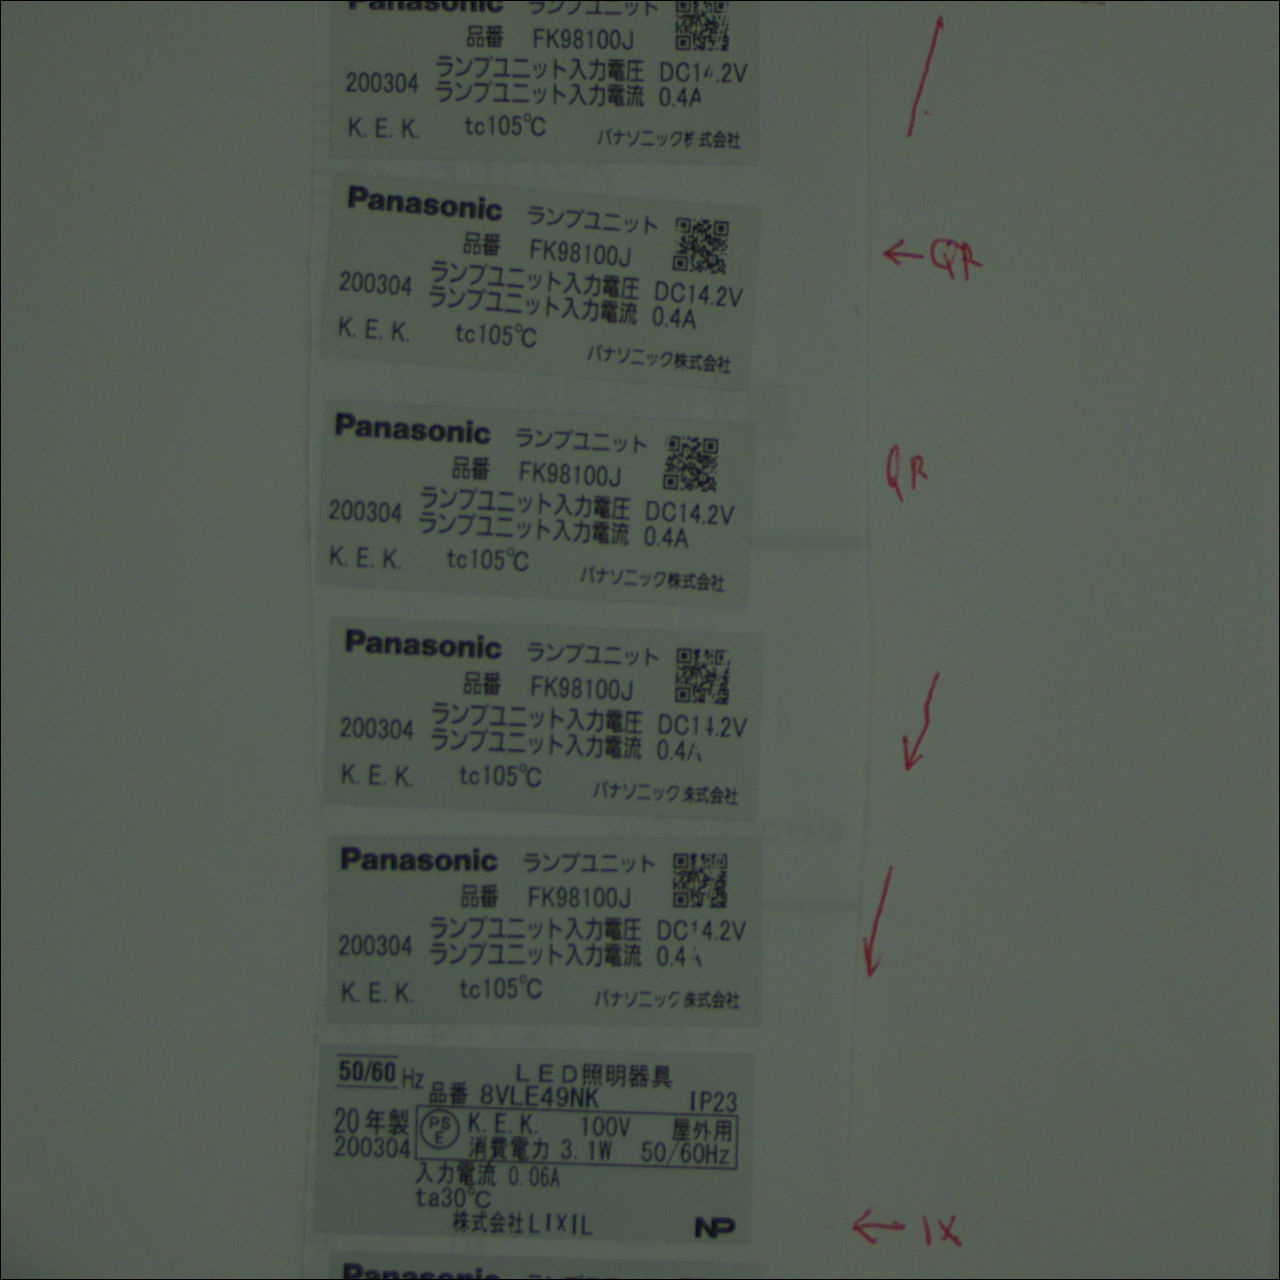 Panasonic ランプユニット
品番 FK98100J
ランプユニット入力電圧 DC14.2V
200304 ランプユニット入力電流 0.4A
K.E.K. tc105℃
パナソニック株式会社
Panasonic ランプユニット
品番 FK98100J
← QR
ランプユニット入力電圧 DC14.2V
200304 ランプユニット入力電流 0.4A
K.E.K. tc105℃
パナソニック株式会社
Panasonic ランプユニット
品番 FK98100J
QR
ランプユニット入力電圧 DC14.2V
200304 ランプユニット入力電流 0.4A
K.E.K. tc105℃
パナソニック株式会社
Panasonic ランプユニット
品番 FK98100J
ランプユニット入力電圧 DC14.2V
200304 ランプユニット入力電流 0.4A
K.E.K. tc105℃
パナソニック株式会社
Panasonic ランプユニット
品番 FK98100J
ランプユニット入力電圧 DC14.2V
200304 ランプユニット入力電流 0.4A
K.E.K. tc105℃
パナソニック株式会社
50/60 Hz LED照明器具
品番 8VLE49NK IP23
20年製 PSE K.E.K. 100V 屋外用
200304 消費電力 3.1W 50/60Hz
入力電流 0.06A
ta30℃
株式会社LIXIL NP
← IX
Panasonic ランプユニット